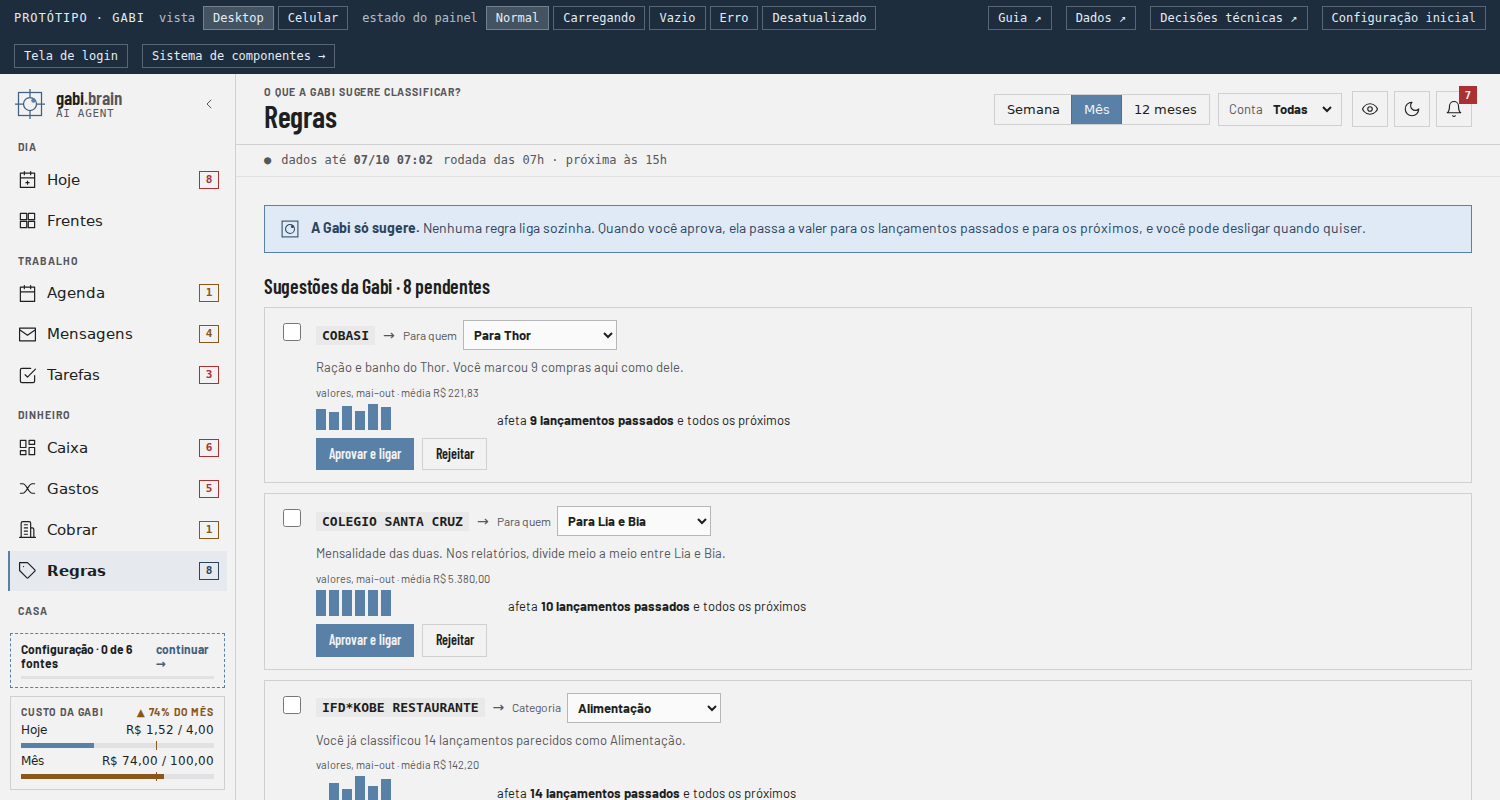 PROTÓTIPO · GABI vista Desktop Celular estado do painel Normal Carregando Vazio Erro Desatualizado Guia ↗ Dados ↗ Decisões técnicas ↗ Configuração inicial
Tela de login Sistema de componentes →
gabi.brain
AI AGENT
DIA
Hoje 8
Frentes
TRABALHO
Agenda 1
Mensagens 4
Tarefas 3
DINHEIRO
Caixa 6
Gastos 5
Cobrar 1
Regras 8
CASA
Configuração · 0 de 6 fontes continuar →
CUSTO DA GABI ▲ 74% DO MÊS
Hoje R$ 1,52 / 4,00
Mês R$ 74,00 / 100,00
O QUE A GABI SUGERE CLASSIFICAR?
Regras
Semana Mês 12 meses Conta Todas 7
● dados até 07/10 07:02 rodada das 07h · próxima às 15h
A Gabi só sugere. Nenhuma regra liga sozinha. Quando você aprova, ela passa a valer para os lançamentos passados e para os próximos, e você pode desligar quando quiser.
Sugestões da Gabi · 8 pendentes
COBASI → Para quem Para Thor
Ração e banho do Thor. Você marcou 9 compras aqui como dele.
valores, mai–out · média R$ 221,83
afeta 9 lançamentos passados e todos os próximos
Aprovar e ligar Rejeitar
COLEGIO SANTA CRUZ → Para quem Para Lia e Bia
Mensalidade das duas. Nos relatórios, divide meio a meio entre Lia e Bia.
valores, mai–out · média R$ 5.380,00
afeta 10 lançamentos passados e todos os próximos
Aprovar e ligar Rejeitar
IFD*KOBE RESTAURANTE → Categoria Alimentação
Você já classificou 14 lançamentos parecidos como Alimentação.
valores, mai–out · média R$ 142,20
afeta 14 lançamentos passados e todos os próximos